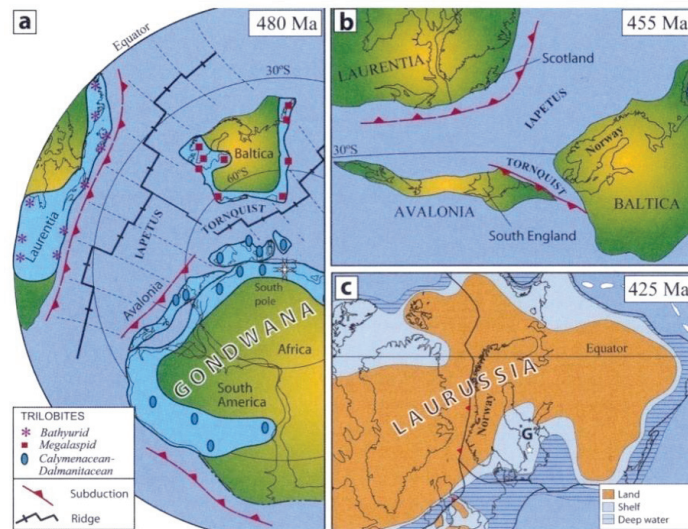 a
480 Ma
Equator
30°S
Baltica
60°S
TORNQUIST
IAPETUS
Laurentia
Avalonia
South
pole
GONDWANA
Africa
South
America
TRILOBITES
Bathyurid
Megalaspid
Calymenacean-
Dalmanitacean
Subduction
Ridge
b
455 Ma
LAURENTIA
Scotland
IAPETUS
30°S
Norway
TORNQUIST
AVALONIA
BALTICA
South England
c
425 Ma
Equator
LAURUSSIA
Norway
G
Land
Shelf
Deep water